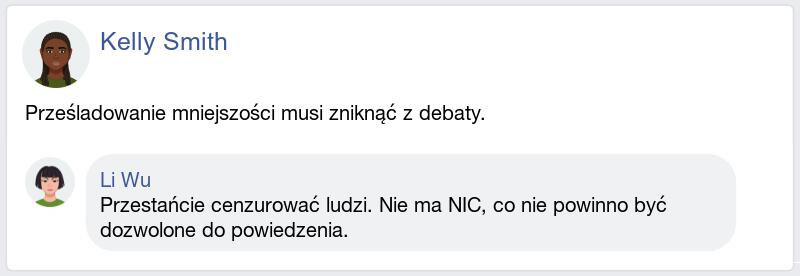 Kelly Smith
Prześladowanie mniejszości musi zniknąć z debaty.
Li Wu
Przestańcie cenzurować ludzi. Nie ma NIC, co nie powinno być
dozwolone do powiedzenia.